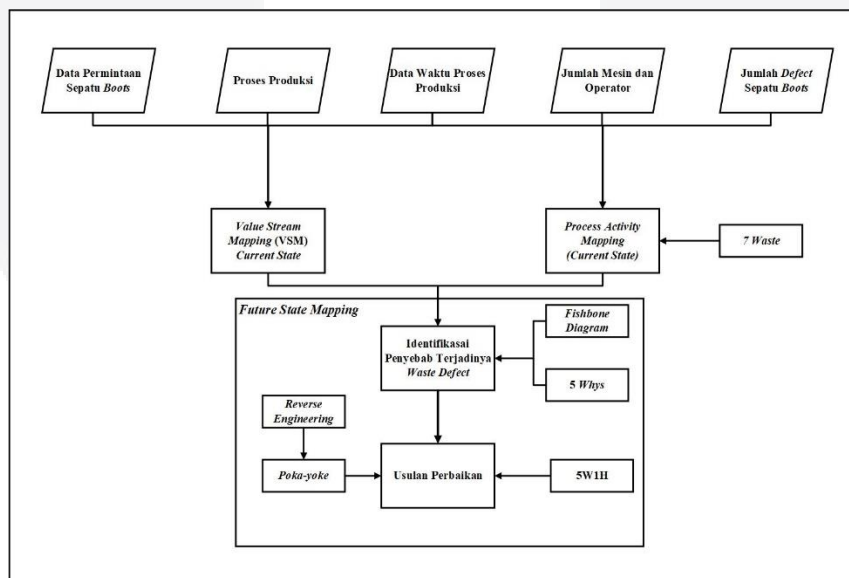 Data Permintaan
Sepatu Boots
Proses Produksi
Data Waktu Proses
Produksi
Jumlah Mesin dan
Operator
Jumlah Defect
Sepatu Boots
Value Stream
Mapping (VSM)
Current State
Process Activity
Mapping
(Current State)
7 Waste
Future State Mapping
Fishbone
Diagram
Identifikasai
Penyebab Terjadinya
Waste Defect
5 Whys
Reverse
Engineering
Poka-yoke
Usulan Perbaikan
5W1H